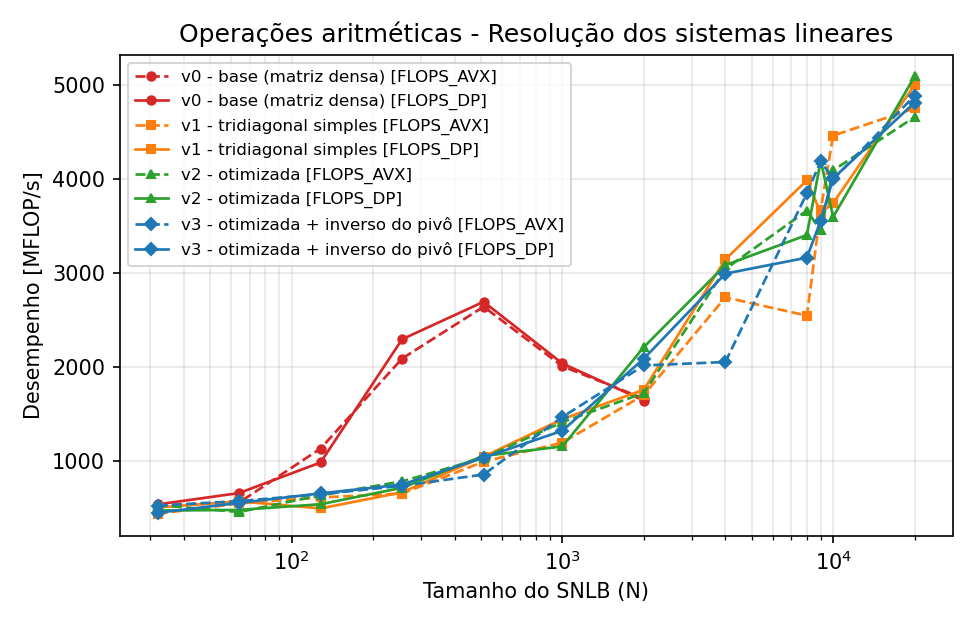 Operações aritméticas - Resolução dos sistemas lineares
v0 - base (matriz densa) [FLOPS_AVX]
v0 - base (matriz densa) [FLOPS_DP]
v1 - tridiagonal simples [FLOPS_AVX]
v1 - tridiagonal simples [FLOPS_DP]
v2 - otimizada [FLOPS_AVX]
v2 - otimizada [FLOPS_DP]
v3 - otimizada + inverso do pivô [FLOPS_AVX]
v3 - otimizada + inverso do pivô [FLOPS_DP]
Desempenho [MFLOP/s]
5000
4000
3000
2000
1000
10² 10³ 10⁴
Tamanho do SNLB (N)